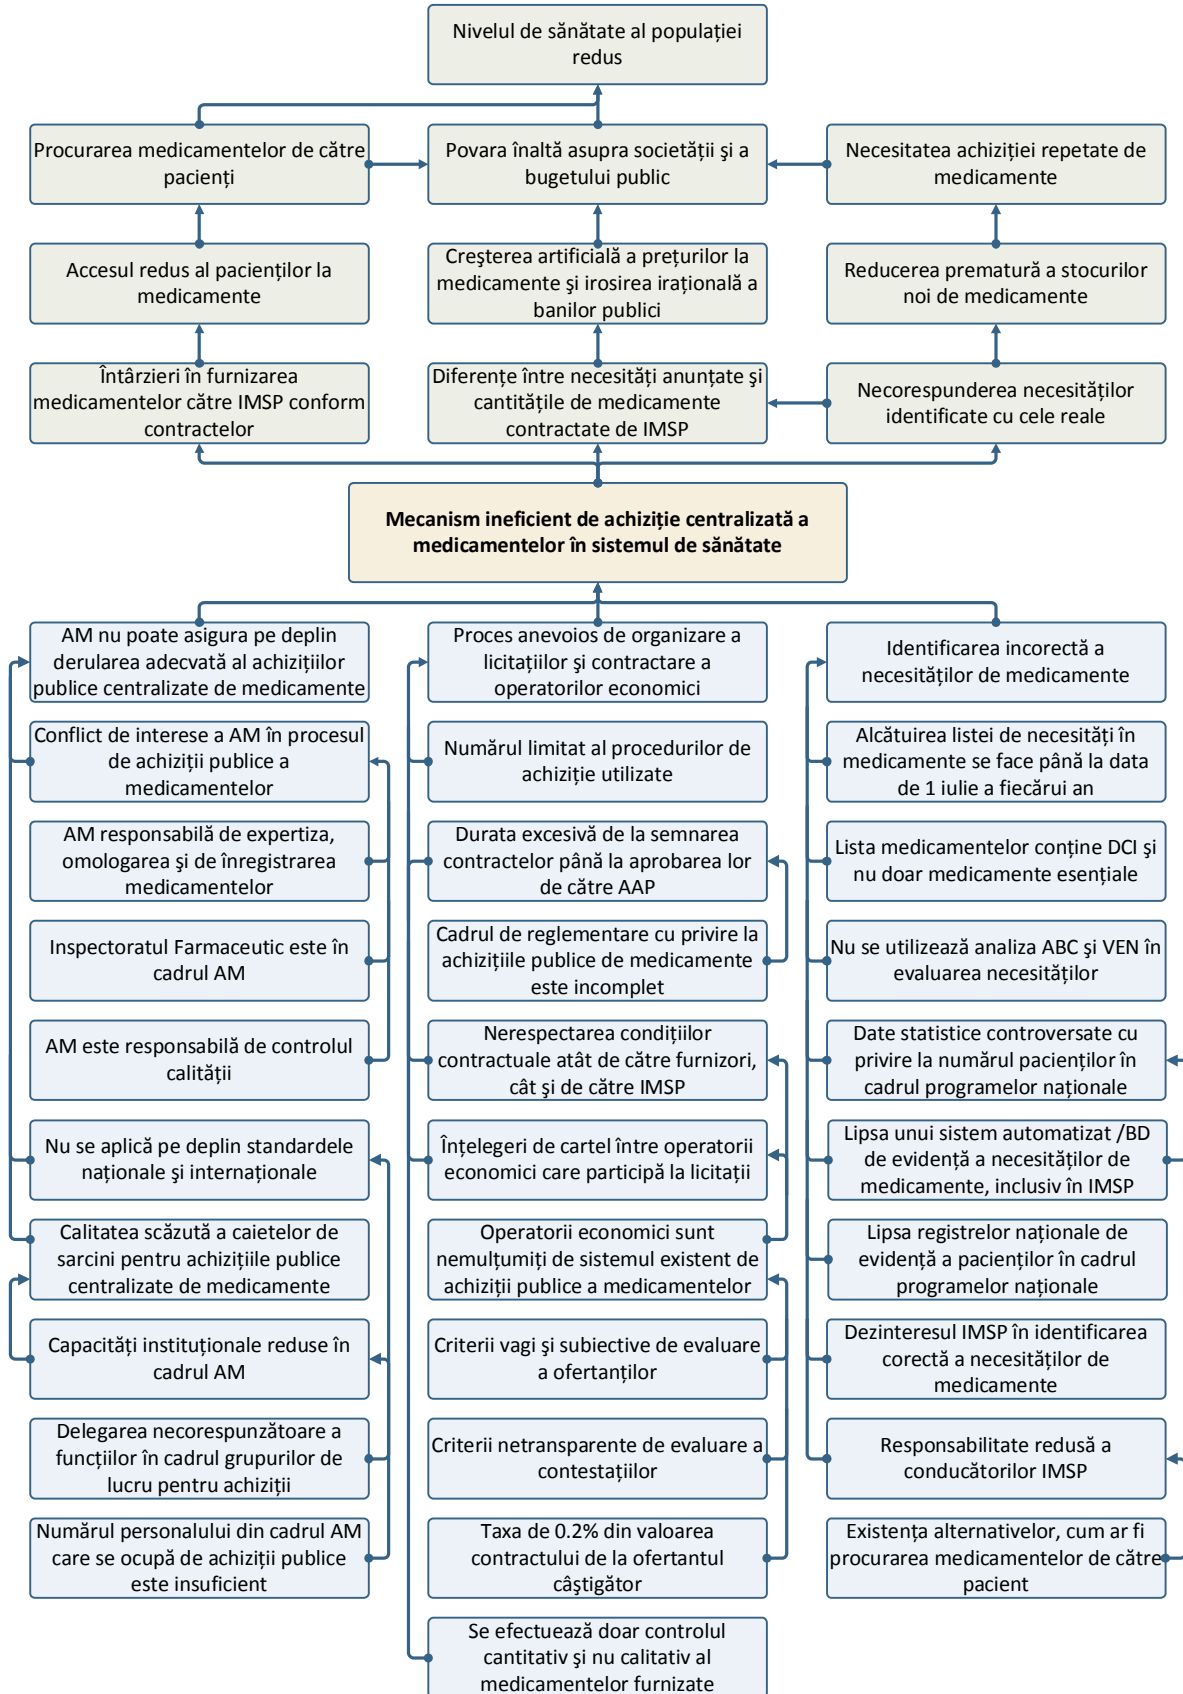 Nivelul de sănătate al populației
redus
Procurarea medicamentelor de către
pacienți
Povara înaltă asupra societății şi a
bugetului public
Necesitatea achiziției repetate de
medicamente
Accesul redus al pacienților la
medicamente
Creşterea artificială a prețurilor la
medicamente şi irosirea irațională a
banilor publici
Reducerea prematură a stocurilor
noi de medicamente
Întârzieri în furnizarea
medicamentelor către IMSP conform
contractelor
Diferențe între necesități anunțate şi
cantitățile de medicamente
contractate de IMSP
Necorespunderea necesităților
identificate cu cele reale
Mecanism ineficient de achiziție centralizată a
medicamentelor în sistemul de sănătate
AM nu poate asigura pe deplin
derularea adecvată al achizițiilor
publice centralizate de medicamente
Conflict de interese a AM în procesul
de achiziții publice a
medicamentelor
AM responsabilă de expertiza,
omologarea şi de înregistrarea
medicamentelor
Inspectoratul Farmaceutic este în
cadrul AM
AM este responsabilă de controlul
calității
Nu se aplică pe deplin standardele
naționale şi internaționale
Calitatea scăzută a caietelor de
sarcini pentru achizițiile publice
centralizate de medicamente
Capacități instituționale reduse în
cadrul AM
Delegarea necorespunzătoare a
funcțiilor în cadrul grupurilor de
lucru pentru achiziții
Numărul personalului din cadrul AM
care se ocupă de achiziții publice
este insuficient
Proces anevoios de organizare a
licitațiilor şi contractare a
operatorilor economici
Numărul limitat al procedurilor de
achiziție utilizate
Durata excesivă de la semnarea
contractelor până la aprobarea lor
de către AAP
Cadrul de reglementare cu privire la
achizițiile publice de medicamente
este incomplet
Nerespectarea condițiilor
contractuale atât de către furnizori,
cât şi de către IMSP
Înțelegeri de cartel între operatorii
economici care participă la licitații
Operatorii economici sunt
nemulțumiți de sistemul existent de
achiziții publice a medicamentelor
Criterii vagi şi subiective de evaluare
a ofertanților
Criterii netransparente de evaluare a
contestațiilor
Taxa de 0.2% din valoarea
contractului de la ofertantul
câştigător
Se efectuează doar controlul
cantitativ şi nu calitativ al
medicamentelor furnizate
Identificarea incorectă a
necesităților de medicamente
Alcătuirea listei de necesități în
medicamente se face până la data
de 1 iulie a fiecărui an
Lista medicamentelor conține DCI şi
nu doar medicamente esențiale
Nu se utilizează analiza ABC şi VEN în
evaluarea necesităților
Date statistice controversate cu
privire la numărul pacienților în
cadrul programelor naționale
Lipsa unui sistem automatizat /BD
de evidență a necesităților de
medicamente, inclusiv în IMSP
Lipsa registrelor naționale de
evidență a pacienților în cadrul
programelor naționale
Dezinteresul IMSP în identificarea
corectă a necesităților de
medicamente
Responsabilitate redusă a
conducătorilor IMSP
Existența alternativelor, cum ar fi
procurarea medicamentelor de către
pacient